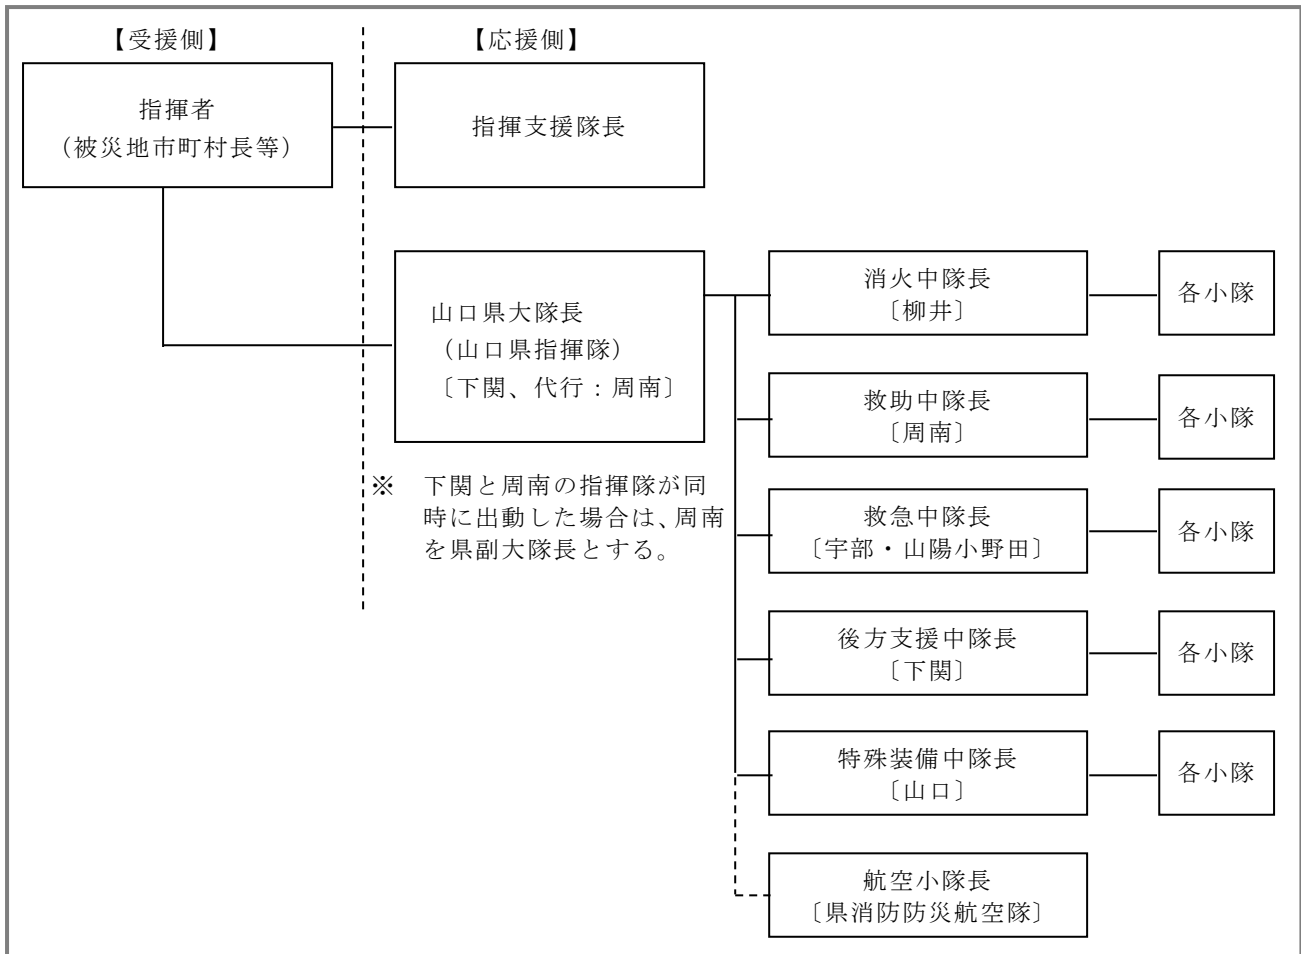 【受援側】
【応援側】
指揮者
（被災地市町村長等）
指揮支援隊長
山口県大隊長
（山口県指揮隊）
〔下関、代行：周南〕
※　下関と周南の指揮隊が同
時に出動した場合は、周南
を県副大隊長とする。
消火中隊長
〔柳井〕
各小隊
救助中隊長
〔周南〕
各小隊
救急中隊長
〔宇部・山陽小野田〕
各小隊
後方支援中隊長
〔下関〕
各小隊
特殊装備中隊長
〔山口〕
各小隊
航空小隊長
〔県消防防災航空隊〕